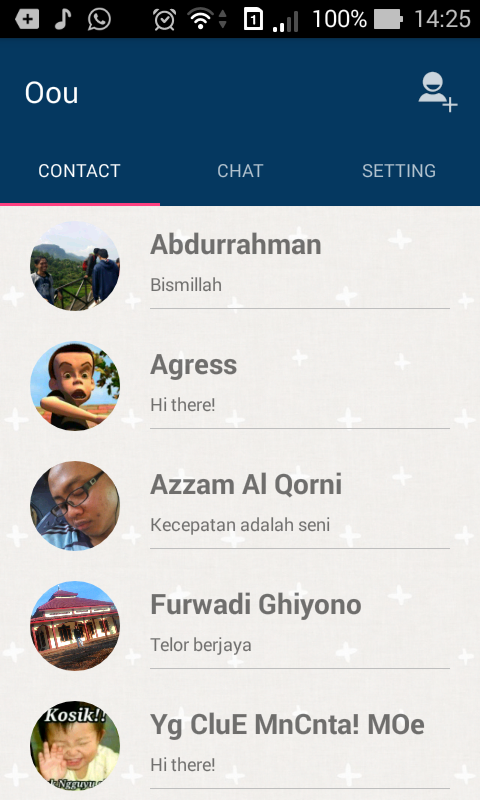 100% 14:25
1
Oou
CONTACT CHAT SETTING
Abdurrahman
Bismillah
Agress
Hi there!
Azzam Al Qorni
Kecepatan adalah seni
Furwadi Ghiyono
Telor berjaya
Yg CluE MnCnta! MOe
Hi there!
Kosik!!